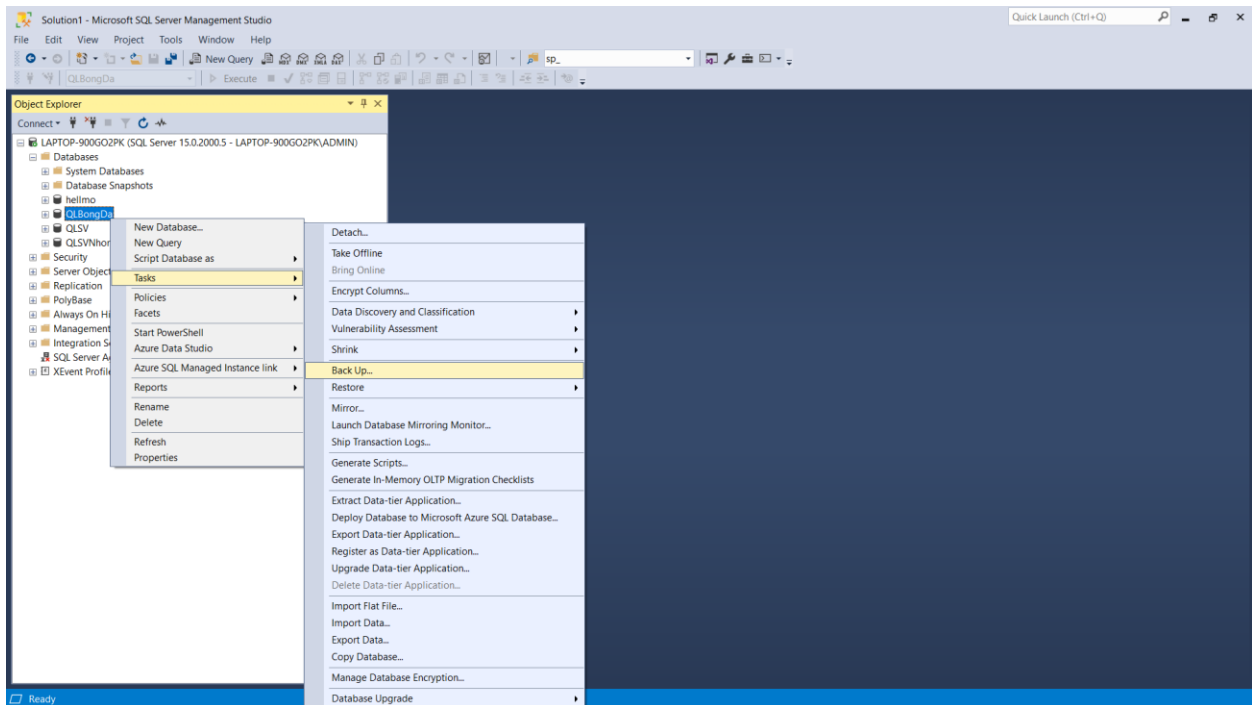 Solution1 - Microsoft SQL Server Management Studio
Quick Launch (Ctrl+Q)
File Edit View Project Tools Window Help
New Query
sp_
QLBongDa
Execute
Object Explorer
Connect
LAPTOP-900GO2PK (SQL Server 15.0.2000.5 - LAPTOP-900GO2PK\ADMIN)
Databases
System Databases
Database Snapshots
hellmo
QLBongDa
QLSV
QLSVNhor
Security
Server Object
Replication
PolyBase
Always On Hi
Management
Integration S
SQL Server A
XEvent Profile
New Database...
New Query
Script Database as
Tasks
Policies
Facets
Start PowerShell
Azure Data Studio
Azure SQL Managed Instance link
Reports
Rename
Delete
Refresh
Properties
Detach...
Take Offline
Bring Online
Encrypt Columns...
Data Discovery and Classification
Vulnerability Assessment
Shrink
Back Up...
Restore
Mirror...
Launch Database Mirroring Monitor...
Ship Transaction Logs...
Generate Scripts...
Generate In-Memory OLTP Migration Checklists
Extract Data-tier Application...
Deploy Database to Microsoft Azure SQL Database...
Export Data-tier Application...
Register as Data-tier Application...
Upgrade Data-tier Application...
Delete Data-tier Application...
Import Flat File...
Import Data...
Export Data...
Copy Database...
Manage Database Encryption...
Database Upgrade
Ready